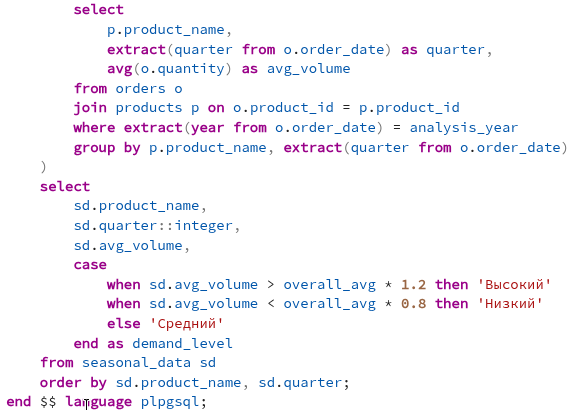 select
p.product_name,
extract(quarter from o.order_date) as quarter,
avg(o.quantity) as avg_volume
from orders o
join products p on o.product_id = p.product_id
where extract(year from o.order_date) = analysis_year
group by p.product_name, extract(quarter from o.order_date)
)
select
sd.product_name,
sd.quarter::integer,
sd.avg_volume,
case
when sd.avg_volume > overall_avg * 1.2 then 'Высокий'
when sd.avg_volume < overall_avg * 0.8 then 'Низкий'
else 'Средний'
end as demand_level
from seasonal_data sd
order by sd.product_name, sd.quarter;
end $$ language plpgsql;